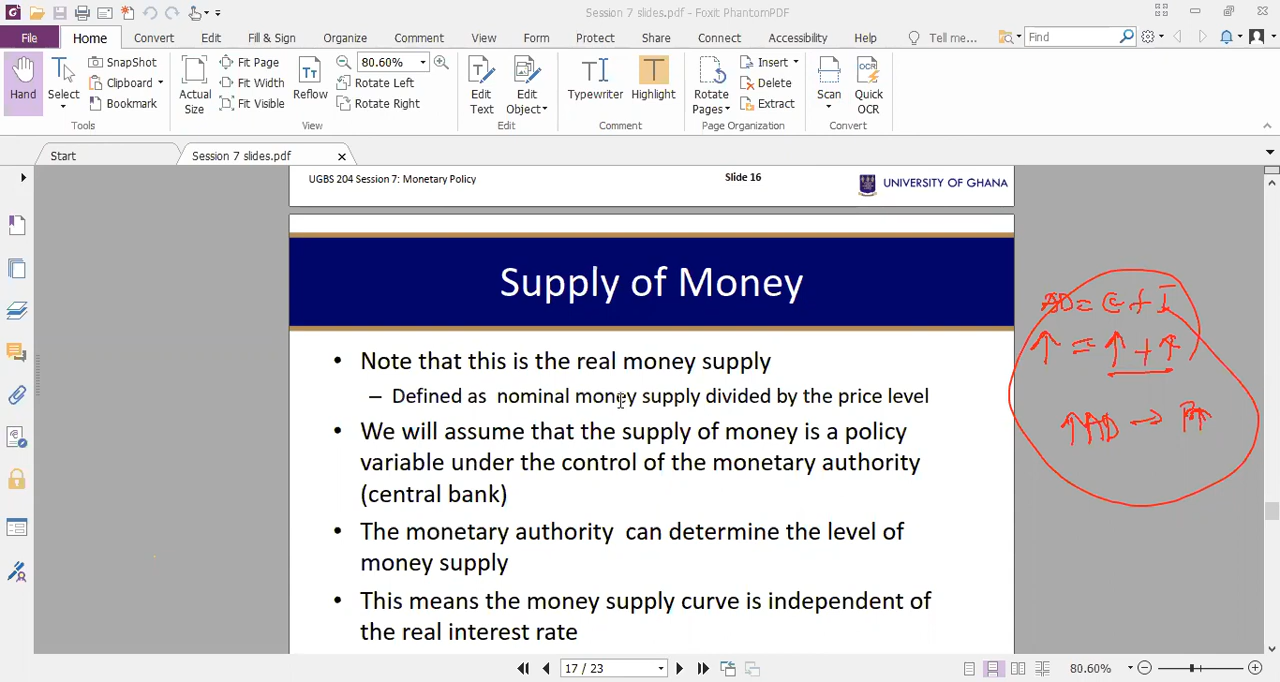 Session 7 slides.pdf - Foxit PhantomPDF
File Home Convert Edit Fill & Sign Organize Comment View Form Protect Share Connect Accessibility Help Tell me... Find
Hand
Select
SnapShot
Clipboard
Bookmark
Tools
Actual Size
Fit Page
Fit Width
Fit Visible
Reflow
80.60%
Rotate Left
Rotate Right
View
Edit Text
Edit Object
Edit
Typewriter
Highlight
Comment
Rotate Pages
Insert
Delete
Extract
Page Organization
Scan
Quick OCR
Convert
Start
Session 7 slides.pdf
UGBS 204 Session 7: Monetary Policy
Slide 16
UNIVERSITY OF GHANA
Supply of Money
• Note that this is the real money supply
– Defined as nominal money supply divided by the price level
• We will assume that the supply of money is a policy
variable under the control of the monetary authority
(central bank)
• The monetary authority can determine the level of
money supply
• This means the money supply curve is independent of
the real interest rate
AD = C + I
↑ = ↑ + ↑
↑AD → P↑
17 / 23
80.60%